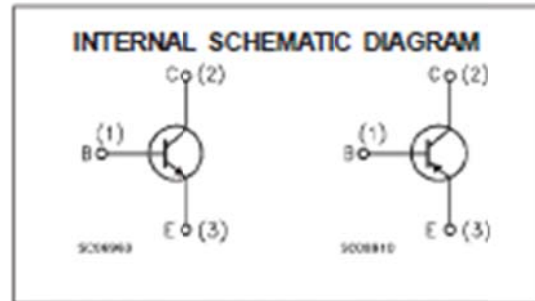 INTERNAL SCHEMATIC DIAGRAM
C (2) C (2)
(1) (1)
B B
E (3) E (3)